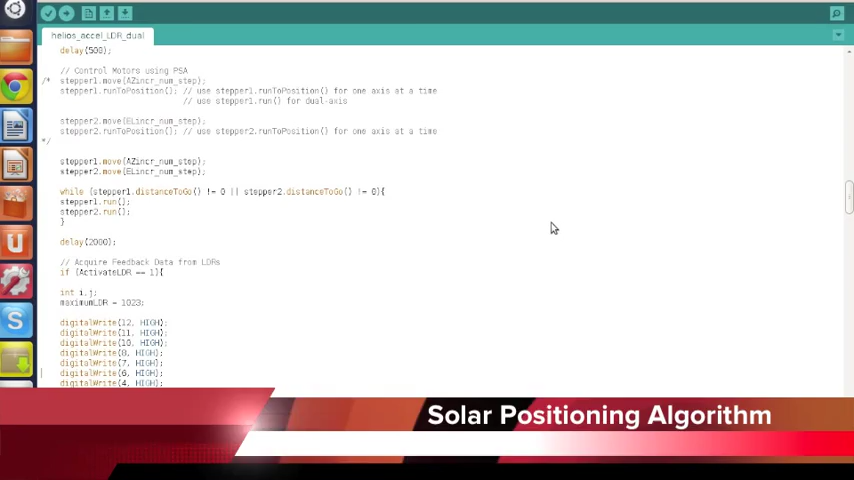 helios_accel_LDR_dual
delay(500);
// Control Motors using PSA
/* stepper1.move(AZincr_num_step);
stepper1.runToPosition(); // use stepper1.runToPosition() for one axis at a time
// use stepper1.run() for dual-axis
stepper2.move(ELincr_num_step);
stepper2.runToPosition(); // use stepper2.runToPosition() for one axis at a time
*/
stepper1.move(AZincr_num_step);
stepper2.move(ELincr_num_step);
while (stepper1.distanceToGo() != 0 || stepper2.distanceToGo() != 0){
stepper1.run();
stepper2.run();
}
delay(2000);
// Acquire Feedback Data from LDRs
if (ActivateLDR == 1){
int i,j;
maximumLDR = 1023;
digitalWrite(12, HIGH);
digitalWrite(11, HIGH);
digitalWrite(10, HIGH);
digitalWrite(8, HIGH);
digitalWrite(7, HIGH);
digitalWrite(6, HIGH);
digitalWrite(4, HIGH);
Solar Positioning Algorithm